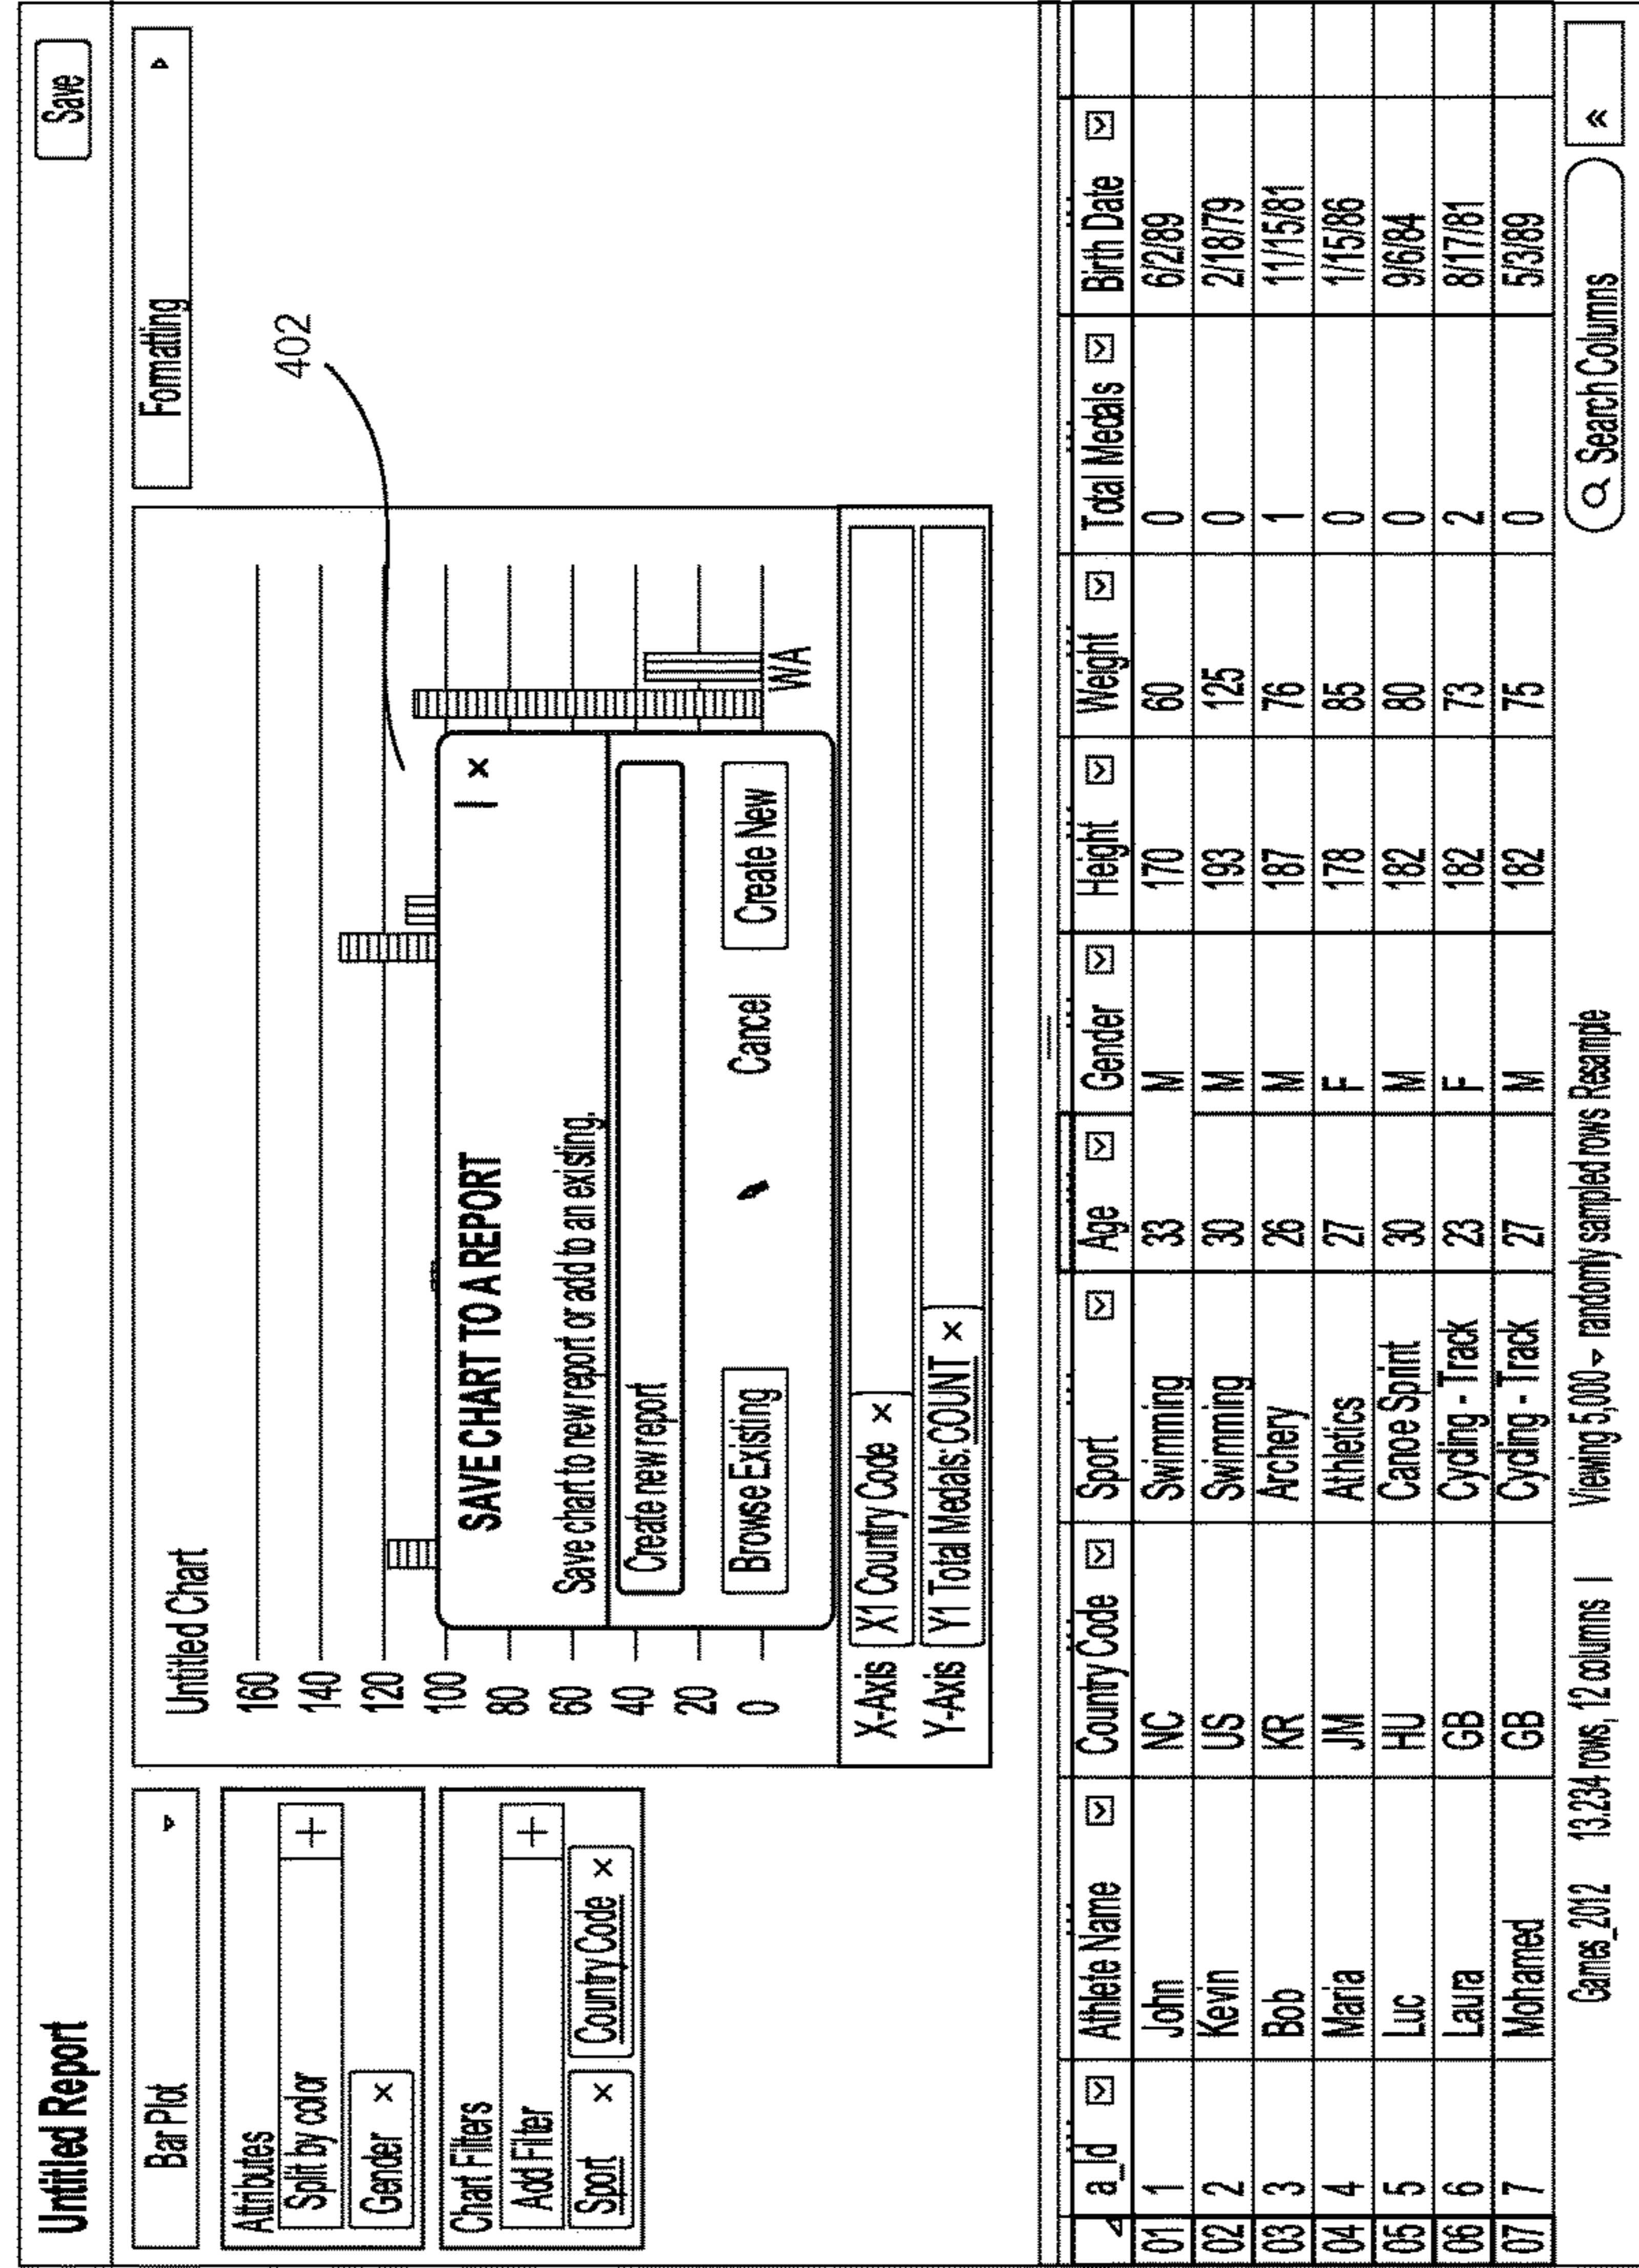 Untitled Report
Save
Bar Plot
Formatting
Attributes
Split by color
+
Gender ×
Chart Filters
Add Filter
+
Sport ×
Country Code ×
Untitled Chart
402
160
140
120
100
80
60
40
20
0
WA
SAVE CHART TO A REPORT
| ×
Save chart to new report or add to an existing.
Create new report
Browse Existing
Cancel
Create New
X-Axis X1 Country Code ×
Y-Axis Y1 Total Medals: COUNT ×
a_Id Athlete Name Country Code Sport Age Gender Height Weight Total Medals Birth Date
01 1 John NC Swimming 33 M 170 60 0 6/2/89
02 2 Kevin US Swimming 30 M 193 125 0 2/18/79
03 3 Bob KR Archery 26 M 187 76 1 11/15/81
04 4 Maria JM Athletics 27 F 178 85 0 1/15/86
05 5 Luc HU Canoe Sprint 30 M 182 80 0 9/6/84
06 6 Laura GB Cycling - Track 23 F 182 73 2 8/17/81
07 7 Mohamed GB Cycling - Track 27 M 182 75 0 5/3/89
Games_2012 13.234 rows, 12 columns | Viewing 5,000 randomly sampled rows Resample Search Columns «